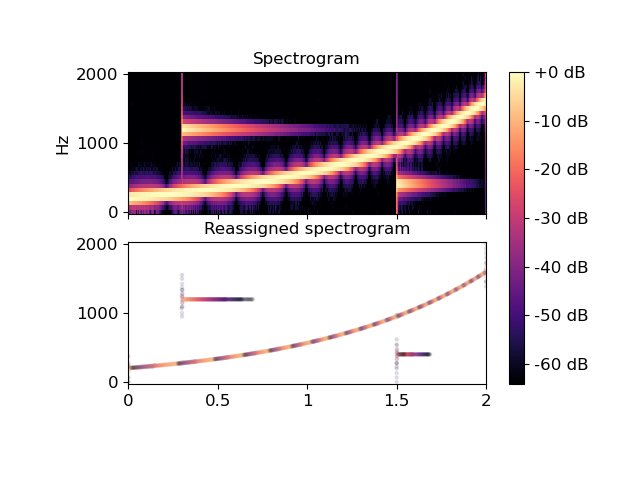 Spectrogram
2000
1000
0
Hz
Reassigned spectrogram
2000
1000
0
0 0.5 1 1.5 2
+0 dB
-10 dB
-20 dB
-30 dB
-40 dB
-50 dB
-60 dB